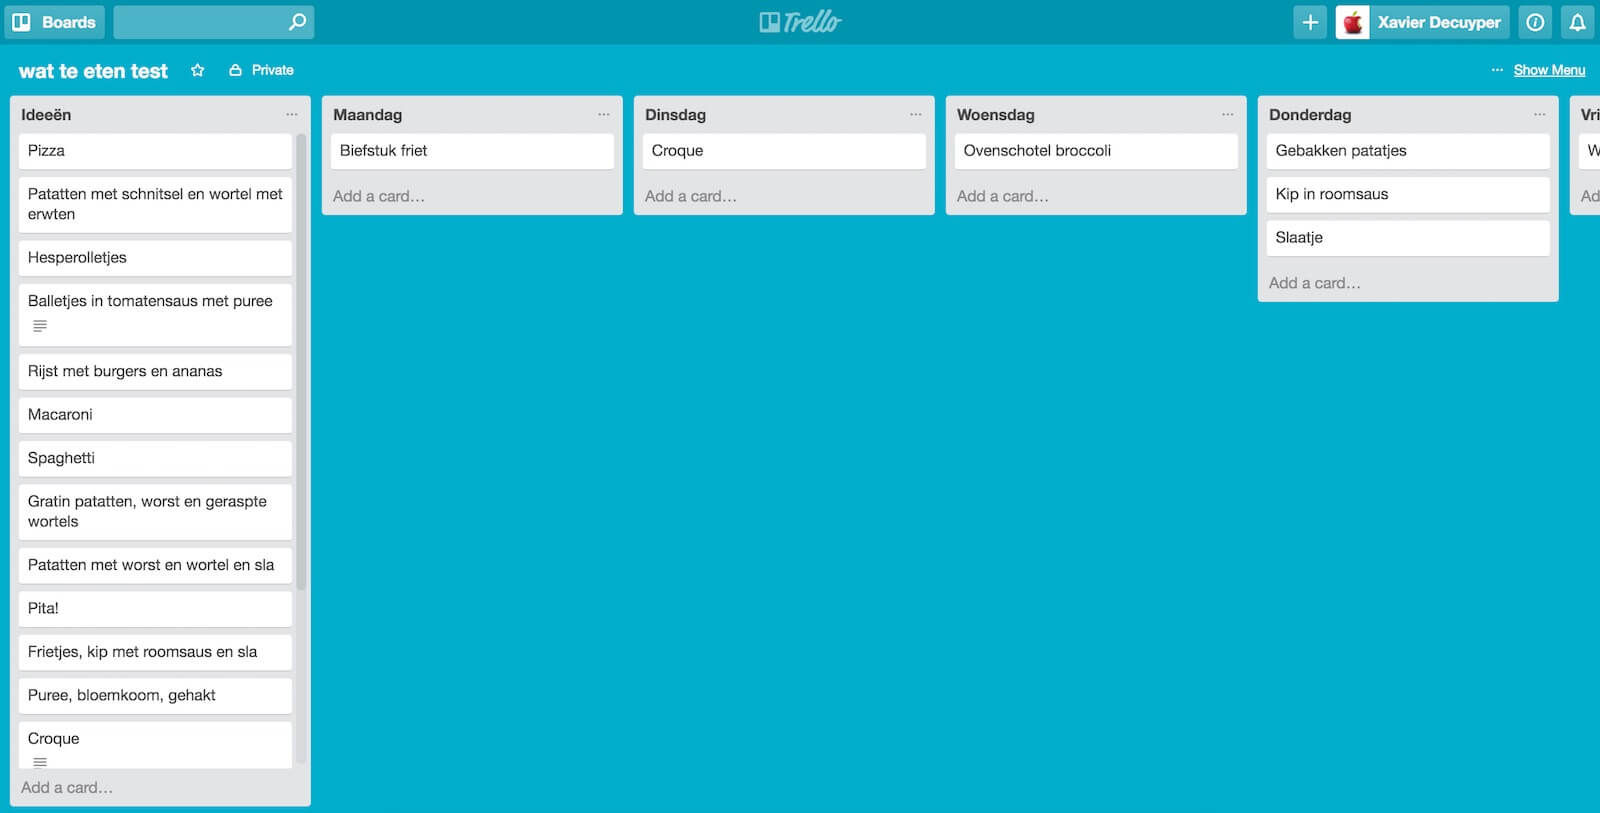 Boards
Trello
Xavier Decuyper
wat te eten test
Private
... Show Menu
Ideeën
Pizza
Patatten met schnitsel en wortel met
erwten
Hesperolletjes
Balletjes in tomatensaus met puree
Rijst met burgers en ananas
Macaroni
Spaghetti
Gratin patatten, worst en geraspte
wortels
Patatten met worst en wortel en sla
Pita!
Frietjes, kip met roomsaus en sla
Puree, bloemkoom, gehakt
Croque
Add a card…
Maandag
Biefstuk friet
Add a card…
Dinsdag
Croque
Add a card…
Woensdag
Ovenschotel broccoli
Add a card…
Donderdag
Gebakken patatjes
Kip in roomsaus
Slaatje
Add a card…
Vri
W
Ad